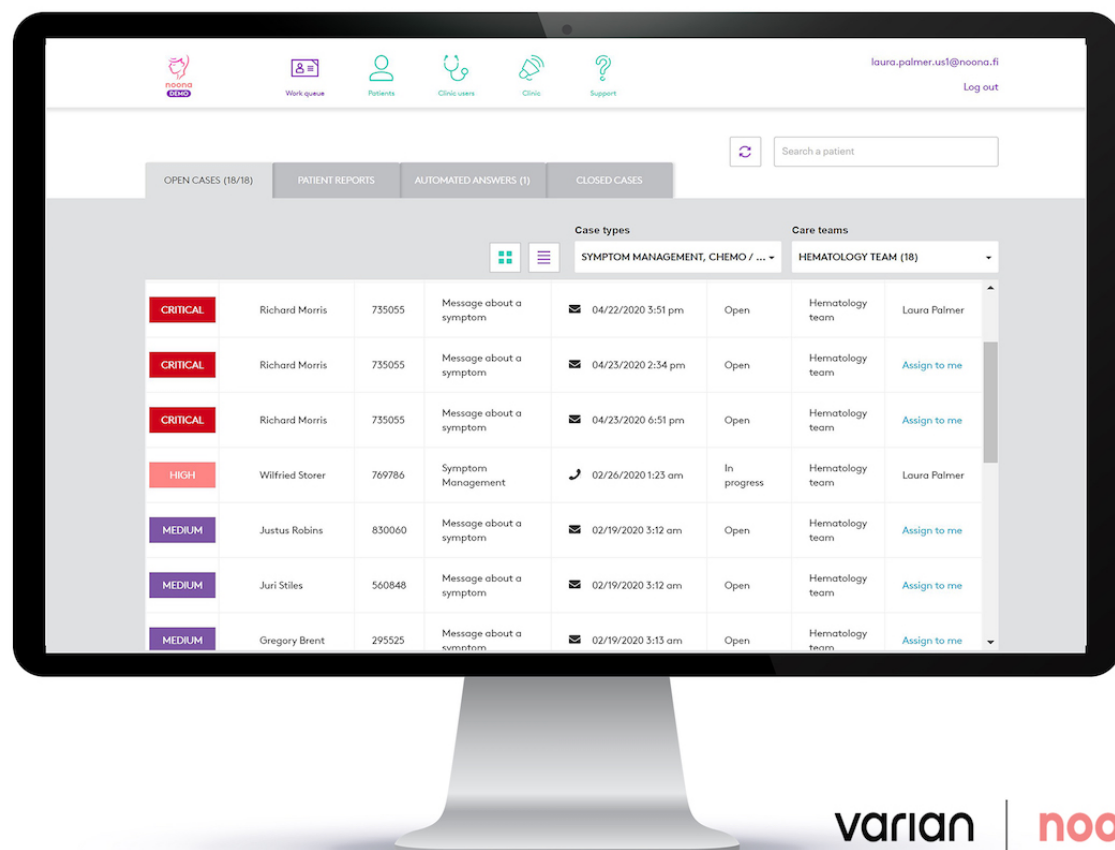 noona
DEMO
Work queue
Patients
Clinic users
Clinic
Support
laura.palmer.us1@noona.fi
Log out
Search a patient
OPEN CASES (18/18)
PATIENT REPORTS
AUTOMATED ANSWERS (1)
CLOSED CASES
Case types
Care teams
SYMPTOM MANAGEMENT, CHEMO / ...
HEMATOLOGY TEAM (18)
CRITICAL Richard Morris 735055 Message about a symptom 04/22/2020 3:51 pm Open Hematology team Laura Palmer
CRITICAL Richard Morris 735055 Message about a symptom 04/23/2020 2:34 pm Open Hematology team Assign to me
CRITICAL Richard Morris 735055 Message about a symptom 04/23/2020 6:51 pm Open Hematology team Assign to me
HIGH Wilfried Storer 769786 Symptom Management 02/26/2020 1:23 am In progress Hematology team Laura Palmer
MEDIUM Justus Robins 830060 Message about a symptom 02/19/2020 3:12 am Open Hematology team Assign to me
MEDIUM Juri Stiles 560848 Message about a symptom 02/19/2020 3:12 am Open Hematology team Assign to me
MEDIUM Gregory Brent 295525 Message about a symptom 02/19/2020 3:13 am Open Hematology team Assign to me
varian | noo